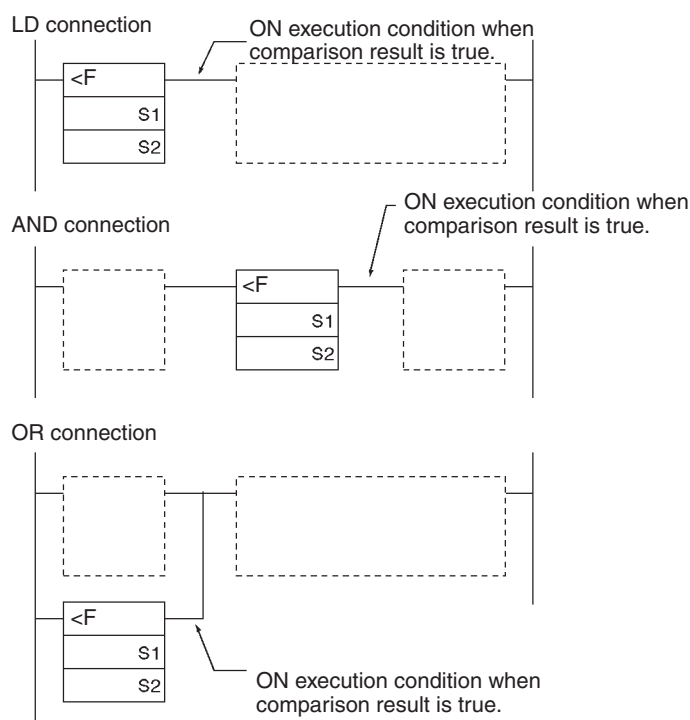 LD connection
ON execution condition when
comparison result is true.
<F
S1
S2
AND connection
ON execution condition when
comparison result is true.
<F
S1
S2
OR connection
<F
S1
S2
ON execution condition when
comparison result is true.